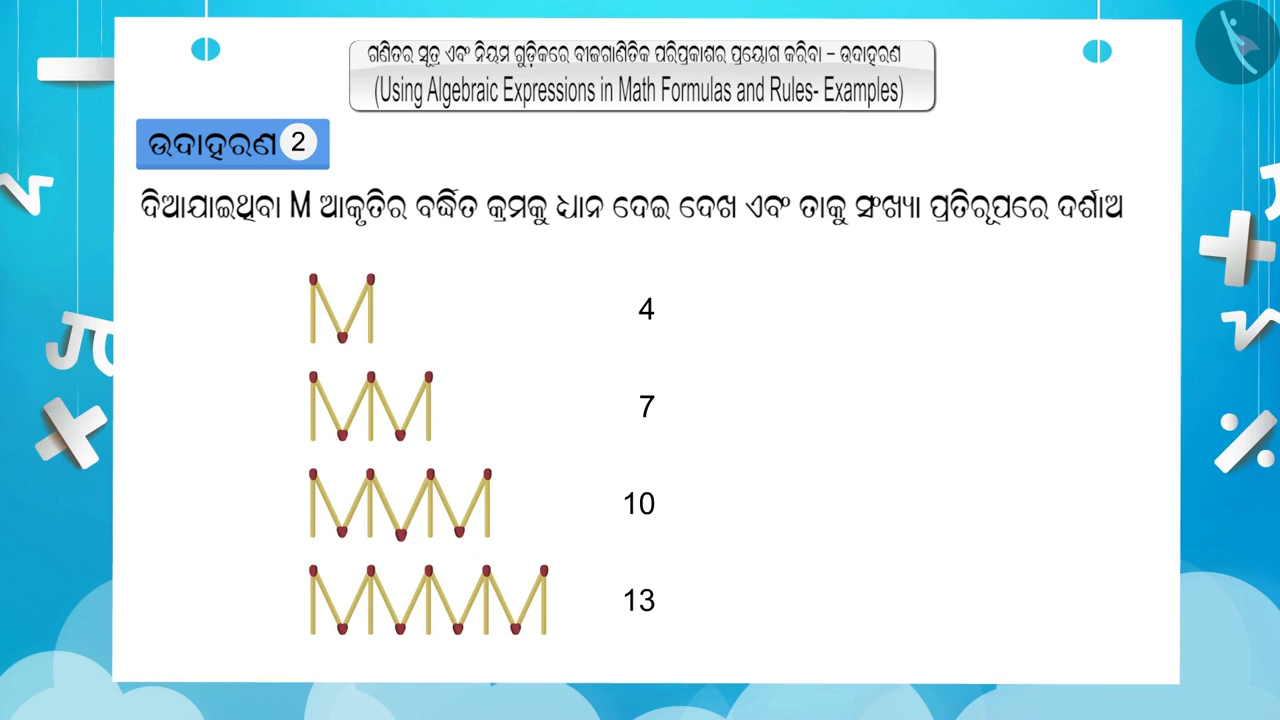 ଗଣିତର ସୂତ୍ର ଏବଂ ନିୟମ ଗୁଡ଼ିକରେ ବୀଜଗାଣିତିକ ପରିପ୍ରକାଶର ପ୍ରୟୋଗ କରିବା – ଉଦାହରଣ
(Using Algebraic Expressions in Math Formulas and Rules- Examples)
ଉଦାହରଣ 2
ଦିଆଯାଇଥିବା M ଆକୃତିର ବର୍ଦ୍ଧିତ କ୍ରମକୁ ଧ୍ୟାନ ଦେଇ ଦେଖ ଏବଂ ତାକୁ ସଂଖ୍ୟା ପ୍ରତିରୂପରେ ଦର୍ଶାଅ
4
7
10
13